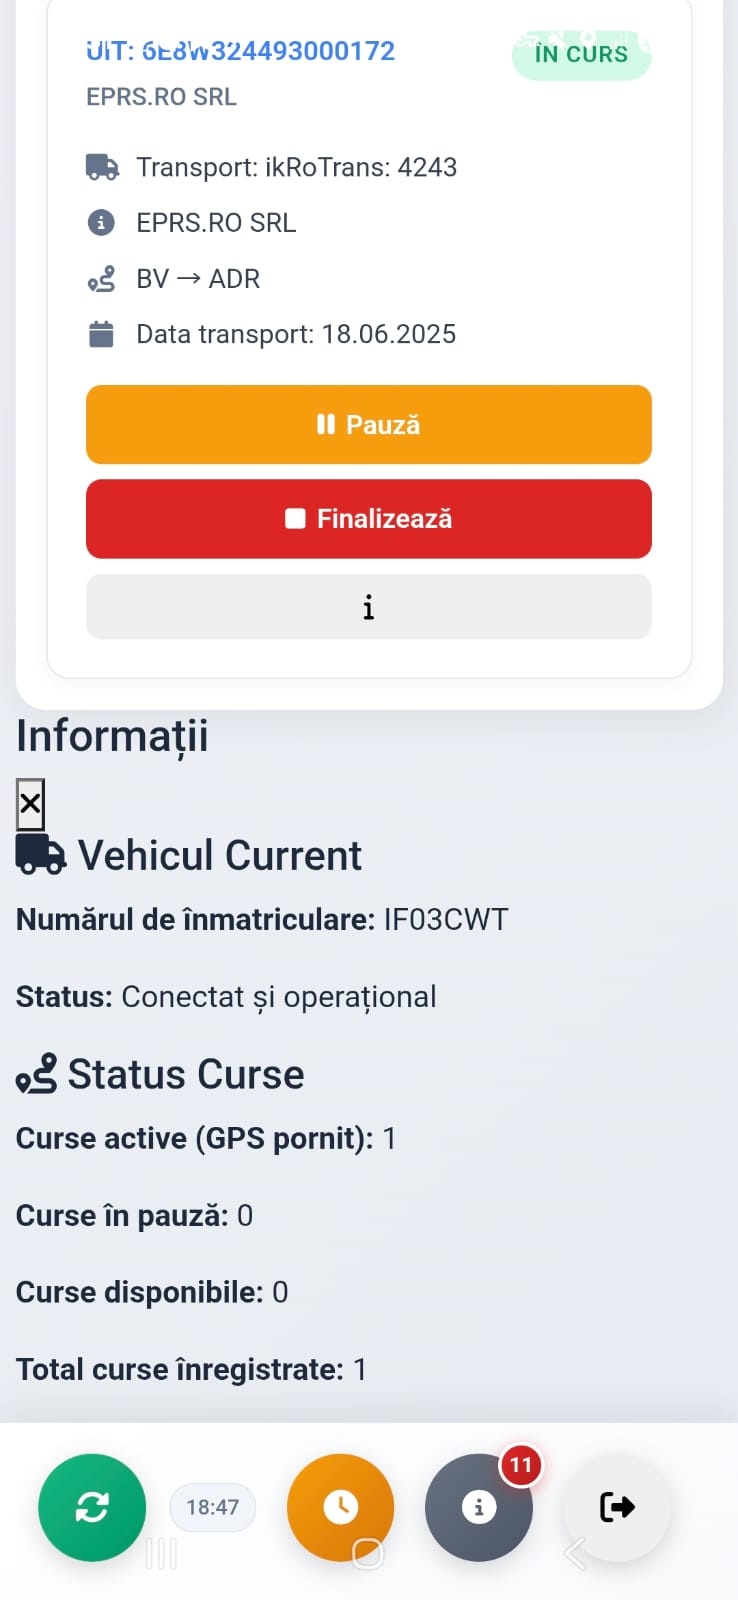 UIT: 6E8W324493000172
ÎN CURS
EPRS.RO SRL
Transport: ikRoTrans: 4243
EPRS.RO SRL
BV → ADR
Data transport: 18.06.2025
Pauză
Finalizează
Informații
Vehicul Current
Numărul de înmatriculare: IF03CWT
Status: Conectat și operațional
Status Curse
Curse active (GPS pornit): 1
Curse în pauză: 0
Curse disponibile: 0
Total curse înregistrate: 1
18:47
11